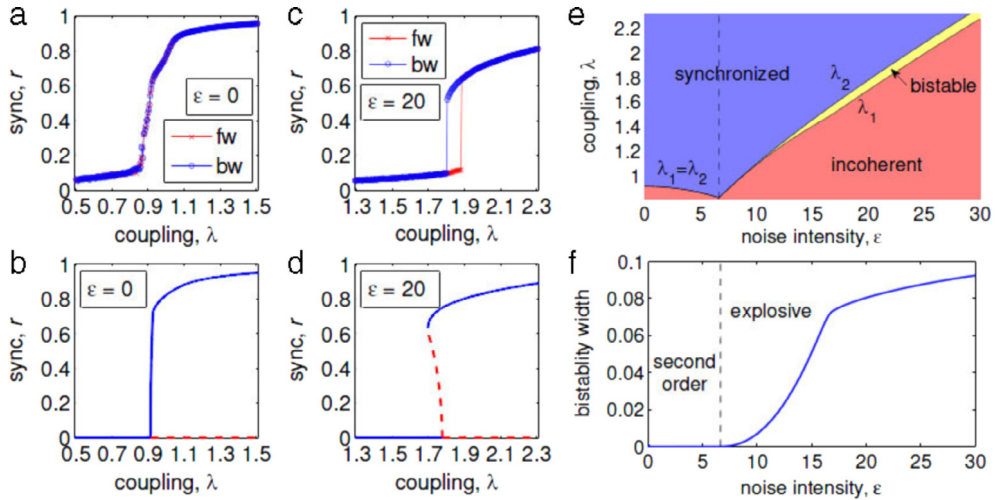 a
1
0.8
0.6
0.4
0.2
0
sync, r
ε = 0
fw
bw
0.5 0.7 0.9 1.1 1.3 1.5
coupling, λ
c
1
0.8
0.6
0.4
0.2
0
sync, r
fw
bw
ε = 20
1.3 1.5 1.7 1.9 2.1 2.3
coupling, λ
e
2.2
2
1.8
1.6
1.4
1.2
1
coupling, λ
synchronized
λ2
bistable
λ1
λ1=λ2
incoherent
0 5 10 15 20 25 30
noise intensity, ε
b
1
0.8
0.6
0.4
0.2
0
sync, r
ε = 0
0.5 0.7 0.9 1.1 1.3 1.5
coupling, λ
d
1
0.8
0.6
0.4
0.2
0
sync, r
ε = 20
1.3 1.5 1.7 1.9 2.1 2.3
coupling, λ
f
0.1
0.08
0.06
0.04
0.02
0
bistablity width
explosive
second
order
0 5 10 15 20 25 30
noise intensity, ε